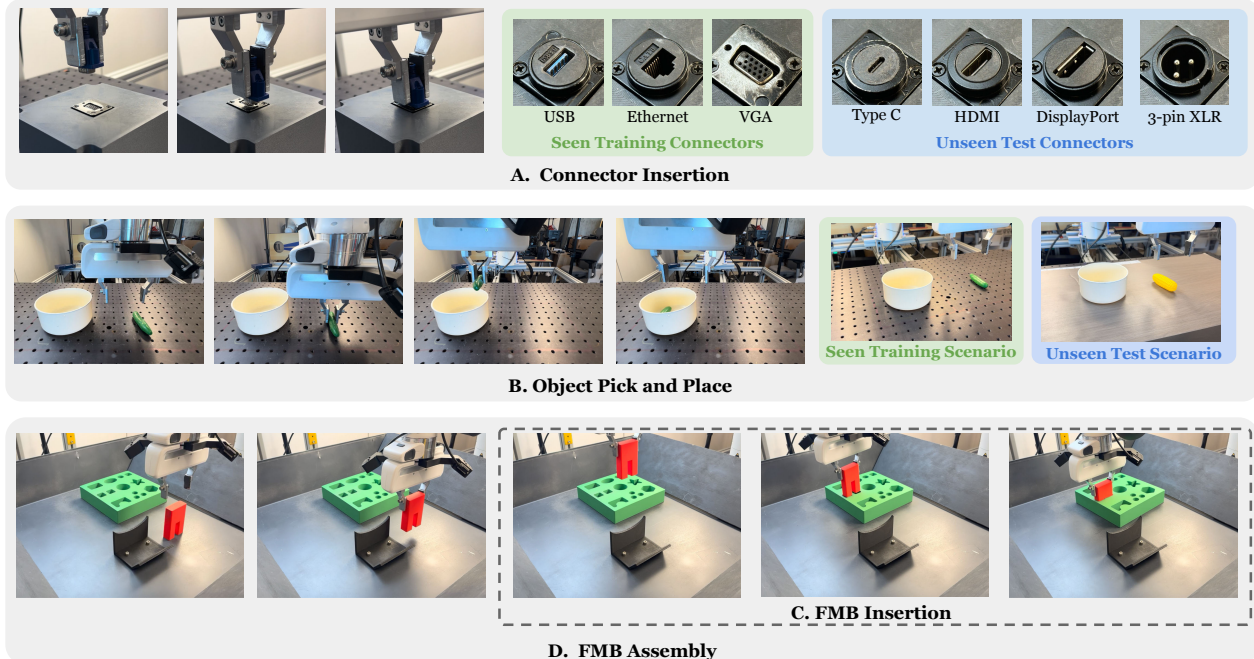 USB
Ethernet
VGA
Seen Training Connectors
Type C
HDMI
DisplayPort
3-pin XLR
Unseen Test Connectors
A. Connector Insertion
Seen Training Scenario
Unseen Test Scenario
B. Object Pick and Place
C. FMB Insertion
D. FMB Assembly